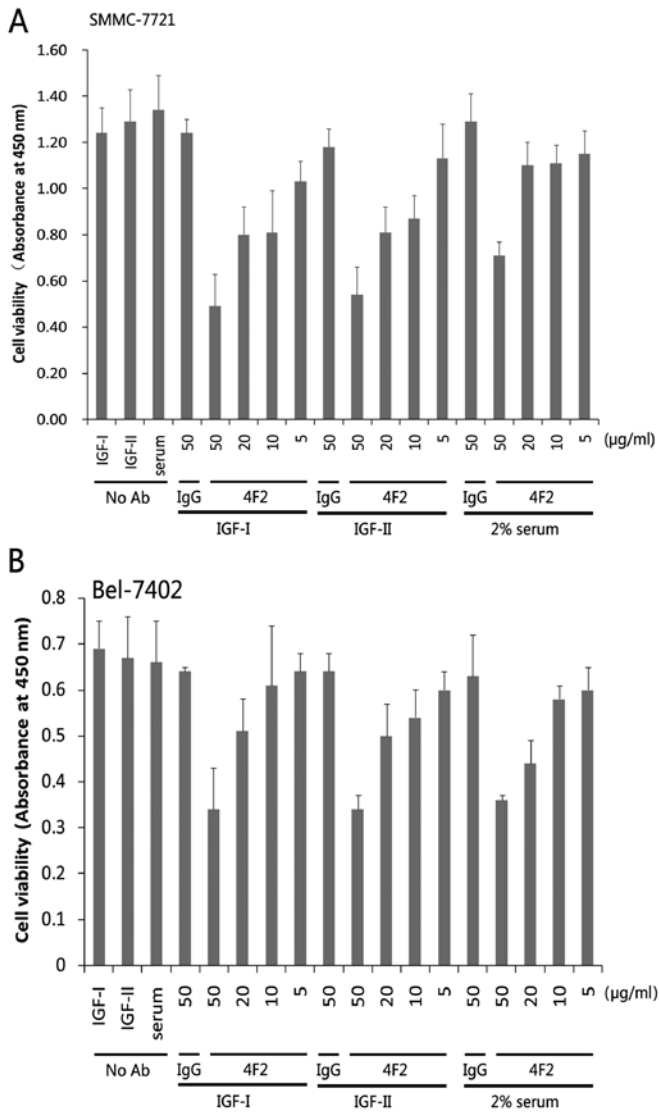 A
SMMC-7721
Cell viability (Absorbance at 450 nm)
1.60
1.40
1.20
1.00
0.80
0.60
0.40
0.20
0.00
IGF-I IGF-II serum 50 50 20 10 5 50 50 20 10 5 50 50 20 10 5 (μg/ml)
No Ab IgG 4F2 IgG 4F2 IgG 4F2
IGF-I IGF-II 2% serum
B
Bel-7402
Cell viability (Absorbance at 450 nm)
0.8
0.7
0.6
0.5
0.4
0.3
0.2
0.1
0
IGF-I IGF-II serum 50 50 20 10 5 50 50 20 10 5 50 50 20 10 5 (μg/ml)
No Ab IgG 4F2 IgG 4F2 IgG 4F2
IGF-I IGF-II 2% serum